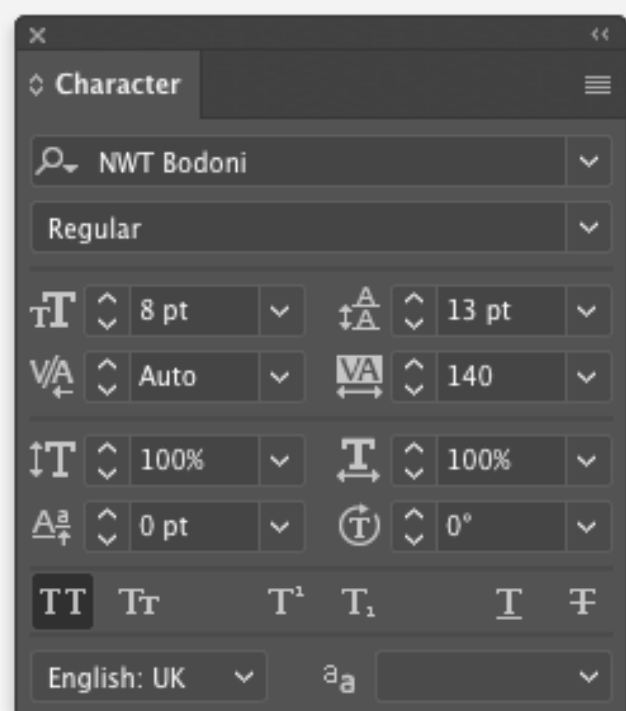 Character
NWT Bodoni
Regular
8 pt 13 pt
Auto 140
100% 100%
0 pt 0°
TT Tт T¹ T₁ T T
English: UK